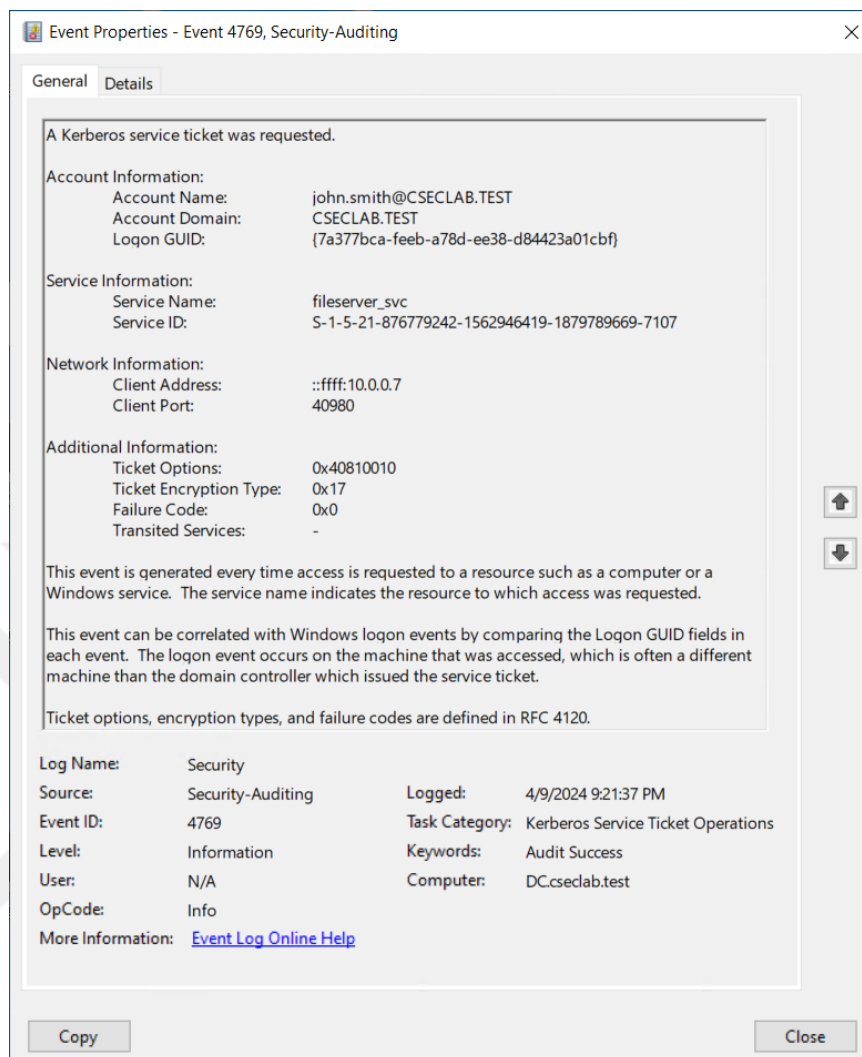 Event Properties - Event 4769, Security-Auditing
General Details
A Kerberos service ticket was requested.
Account Information:
Account Name: john.smith@CSECLAB.TEST
Account Domain: CSECLAB.TEST
Logon GUID: {7a377bca-feeb-a78d-ee38-d84423a01cbf}
Service Information:
Service Name: fileserver_svc
Service ID: S-1-5-21-876779242-1562946419-1879789669-7107
Network Information:
Client Address: ::ffff:10.0.0.7
Client Port: 40980
Additional Information:
Ticket Options: 0x40810010
Ticket Encryption Type: 0x17
Failure Code: 0x0
Transited Services: -
This event is generated every time access is requested to a resource such as a computer or a
Windows service. The service name indicates the resource to which access was requested.
This event can be correlated with Windows logon events by comparing the Logon GUID fields in
each event. The logon event occurs on the machine that was accessed, which is often a different
machine than the domain controller which issued the service ticket.
Ticket options, encryption types, and failure codes are defined in RFC 4120.
Log Name: Security
Source: Security-Auditing Logged: 4/9/2024 9:21:37 PM
Event ID: 4769 Task Category: Kerberos Service Ticket Operations
Level: Information Keywords: Audit Success
User: N/A Computer: DC.cseclab.test
OpCode: Info
More Information: Event Log Online Help
Copy Close